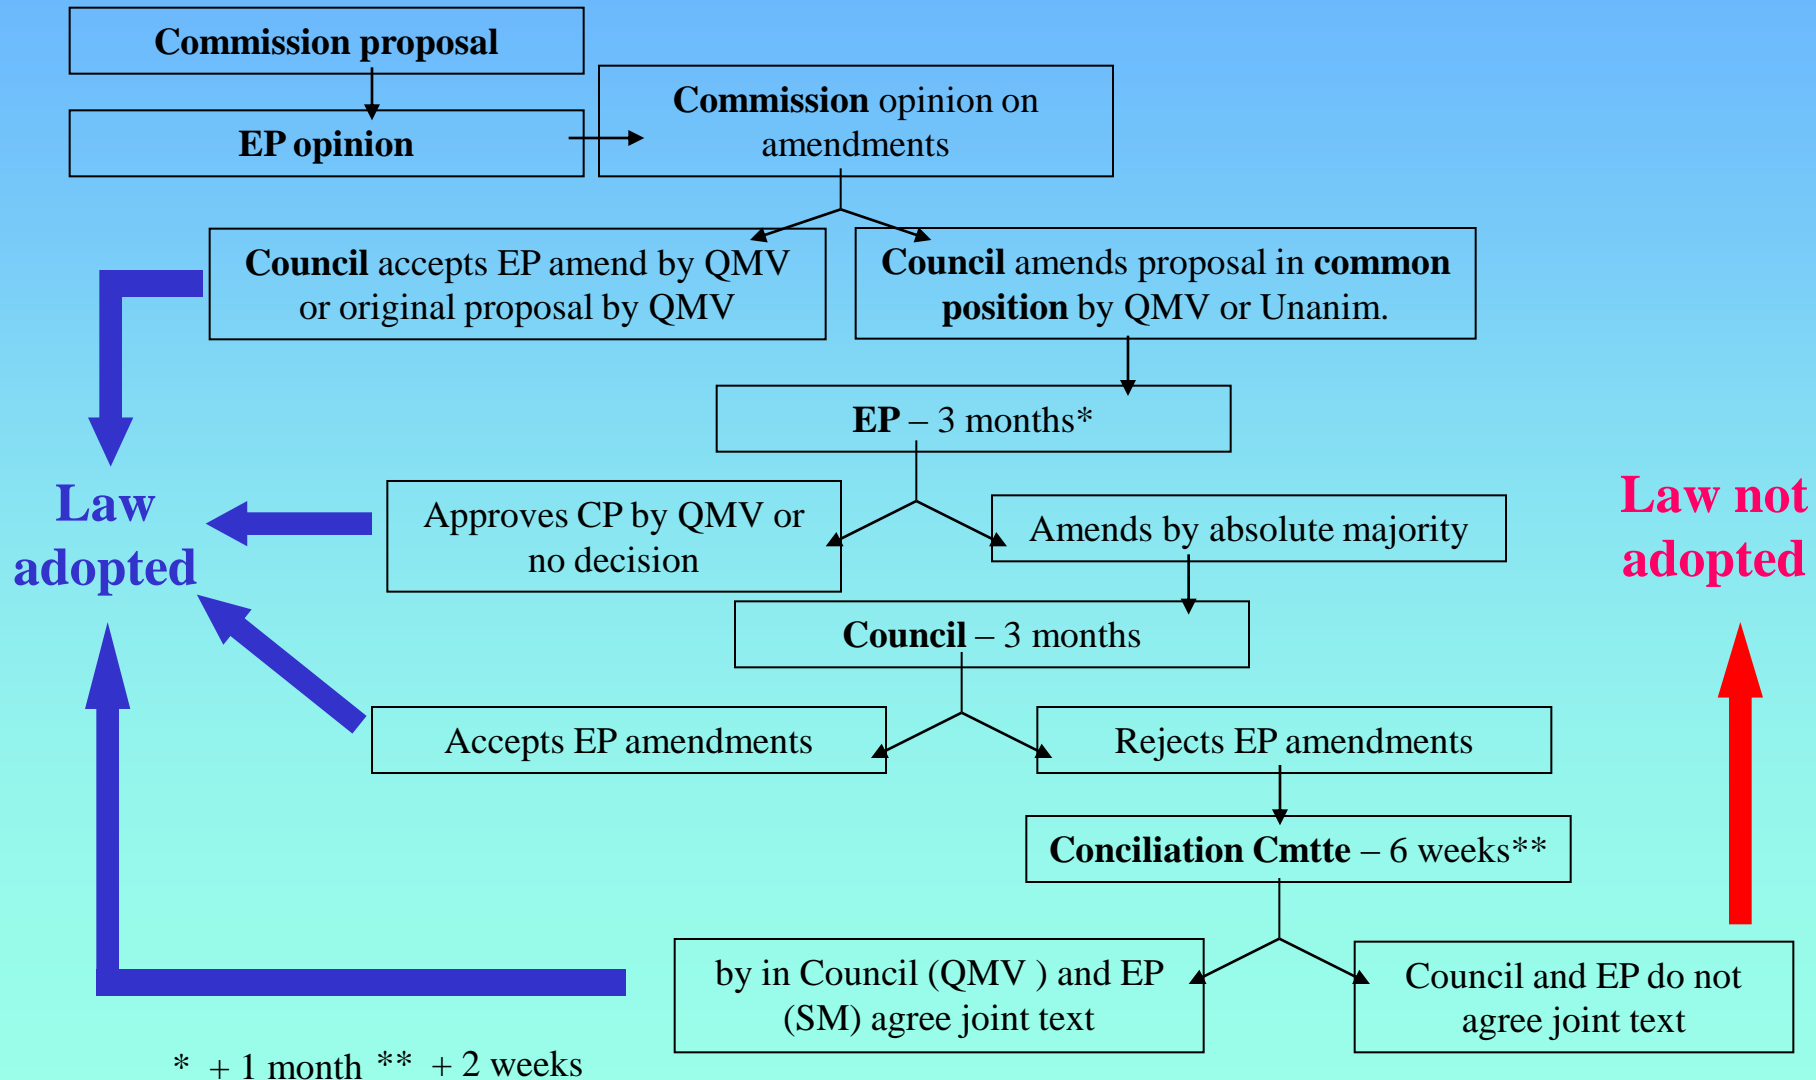 Commission proposal
EP opinion
Commission opinion on
amendments
Council accepts EP amend by QMV
or original proposal by QMV
Council amends proposal in common
position by QMV or Unanim.
EP – 3 months*
Law
adopted
Approves CP by QMV or
no decision
Amends by absolute majority
Law not
adopted
Council – 3 months
Accepts EP amendments
Rejects EP amendments
Conciliation Cmtte – 6 weeks**
by in Council (QMV ) and EP
(SM) agree joint text
Council and EP do not
agree joint text
* + 1 month ** + 2 weeks